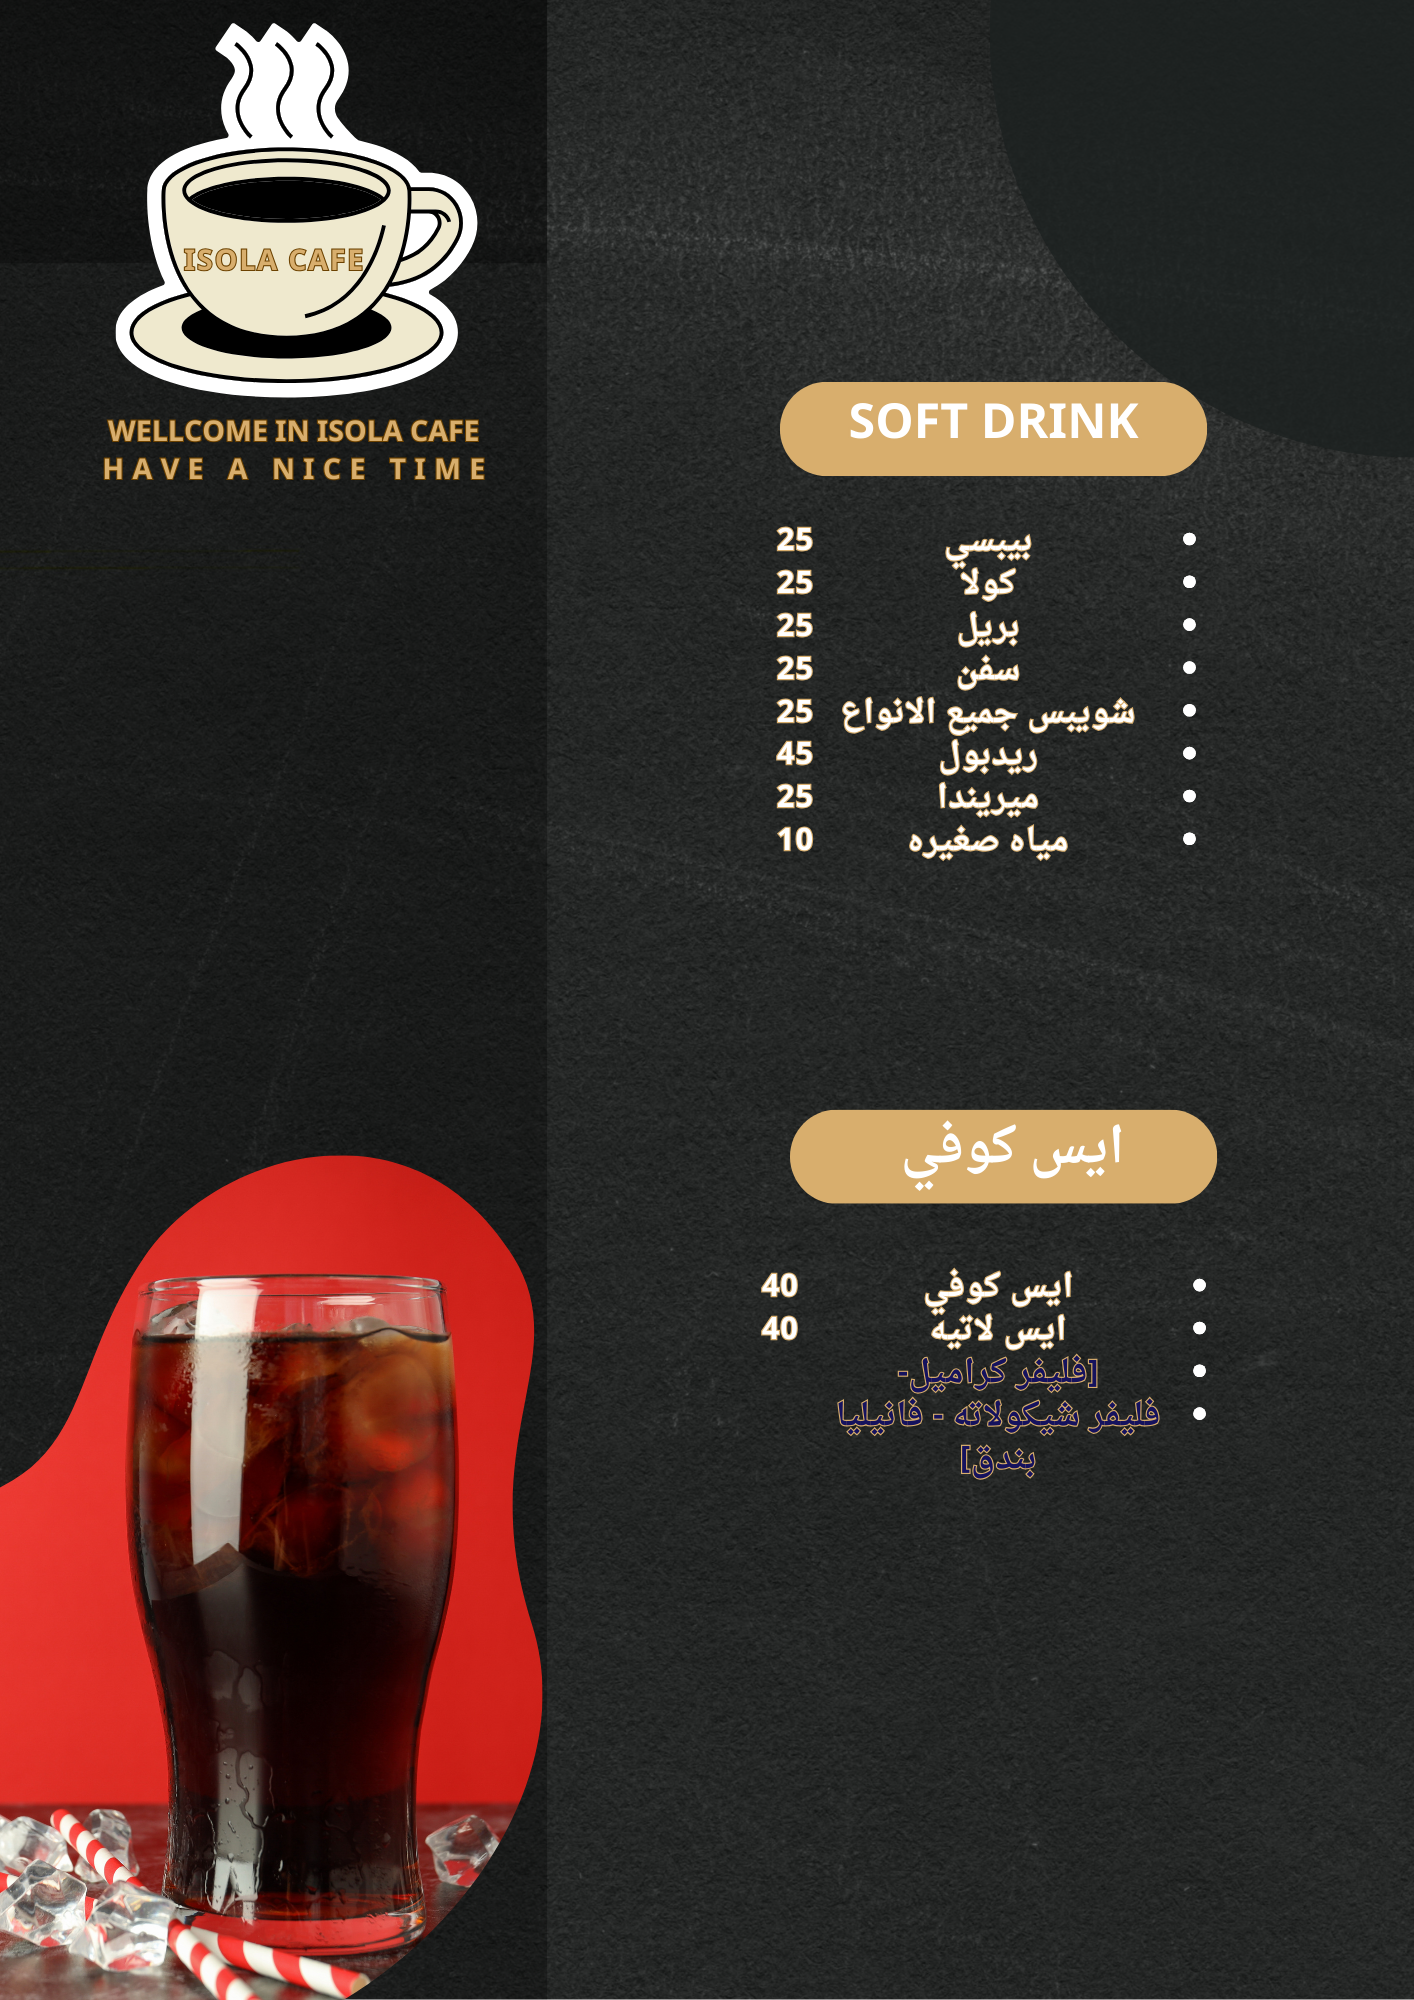 ISOLA CAFE
WELLCOME IN ISOLA CAFE
HAVE A NICE TIME
SOFT DRINK
بيبسي 25
كولا 25
بريل 25
سفن 25
شويبس جميع الانواع 25
ريدبول 45
ميريندا 25
مياه صغيره 10
ايس كوفي
ايس كوفي 40
ايس لاتيه 40
[فليفر كراميل-
فليفر شيكولاته - فانيليا
بندق]